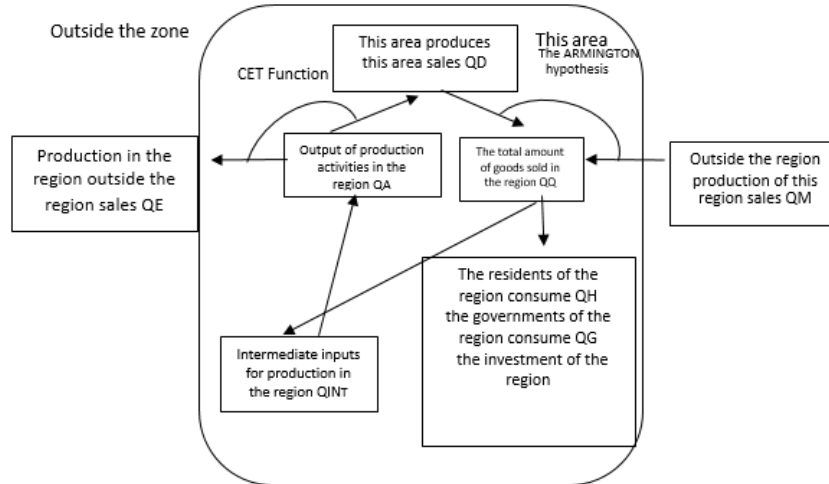 Outside the zone
This area produces
this area sales QD
This area
The ARMINGTON
hypothesis
CET Function
Production in the
region outside the
region sales QE
Output of production
activities in the
region QA
The total amount
of goods sold in
the region QQ
Outside the region
production of this
region sales QM
The residents of the
region consume QH
the governments of the
region consume QG
the investment of the
region
Intermediate inputs
for production in
the region QINT